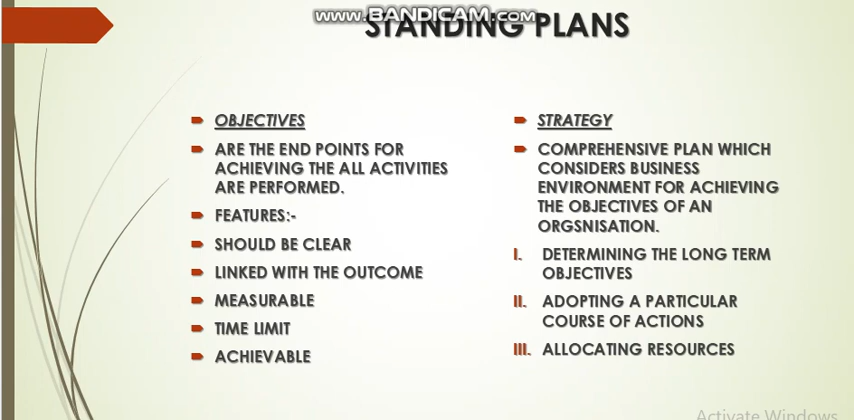 www.BANDICAM.com
STANDING PLANS
OBJECTIVES
ARE THE END POINTS FOR
ACHIEVING THE ALL ACTIVITIES
ARE PERFORMED.
FEATURES:-
SHOULD BE CLEAR
LINKED WITH THE OUTCOME
MEASURABLE
TIME LIMIT
ACHIEVABLE
STRATEGY
COMPREHENSIVE PLAN WHICH
CONSIDERS BUSINESS
ENVIRONMENT FOR ACHIEVING
THE OBJECTIVES OF AN
ORGSNISATION.
I. DETERMINING THE LONG TERM
OBJECTIVES
II. ADOPTING A PARTICULAR
COURSE OF ACTIONS
III. ALLOCATING RESOURCES
Activate Windows